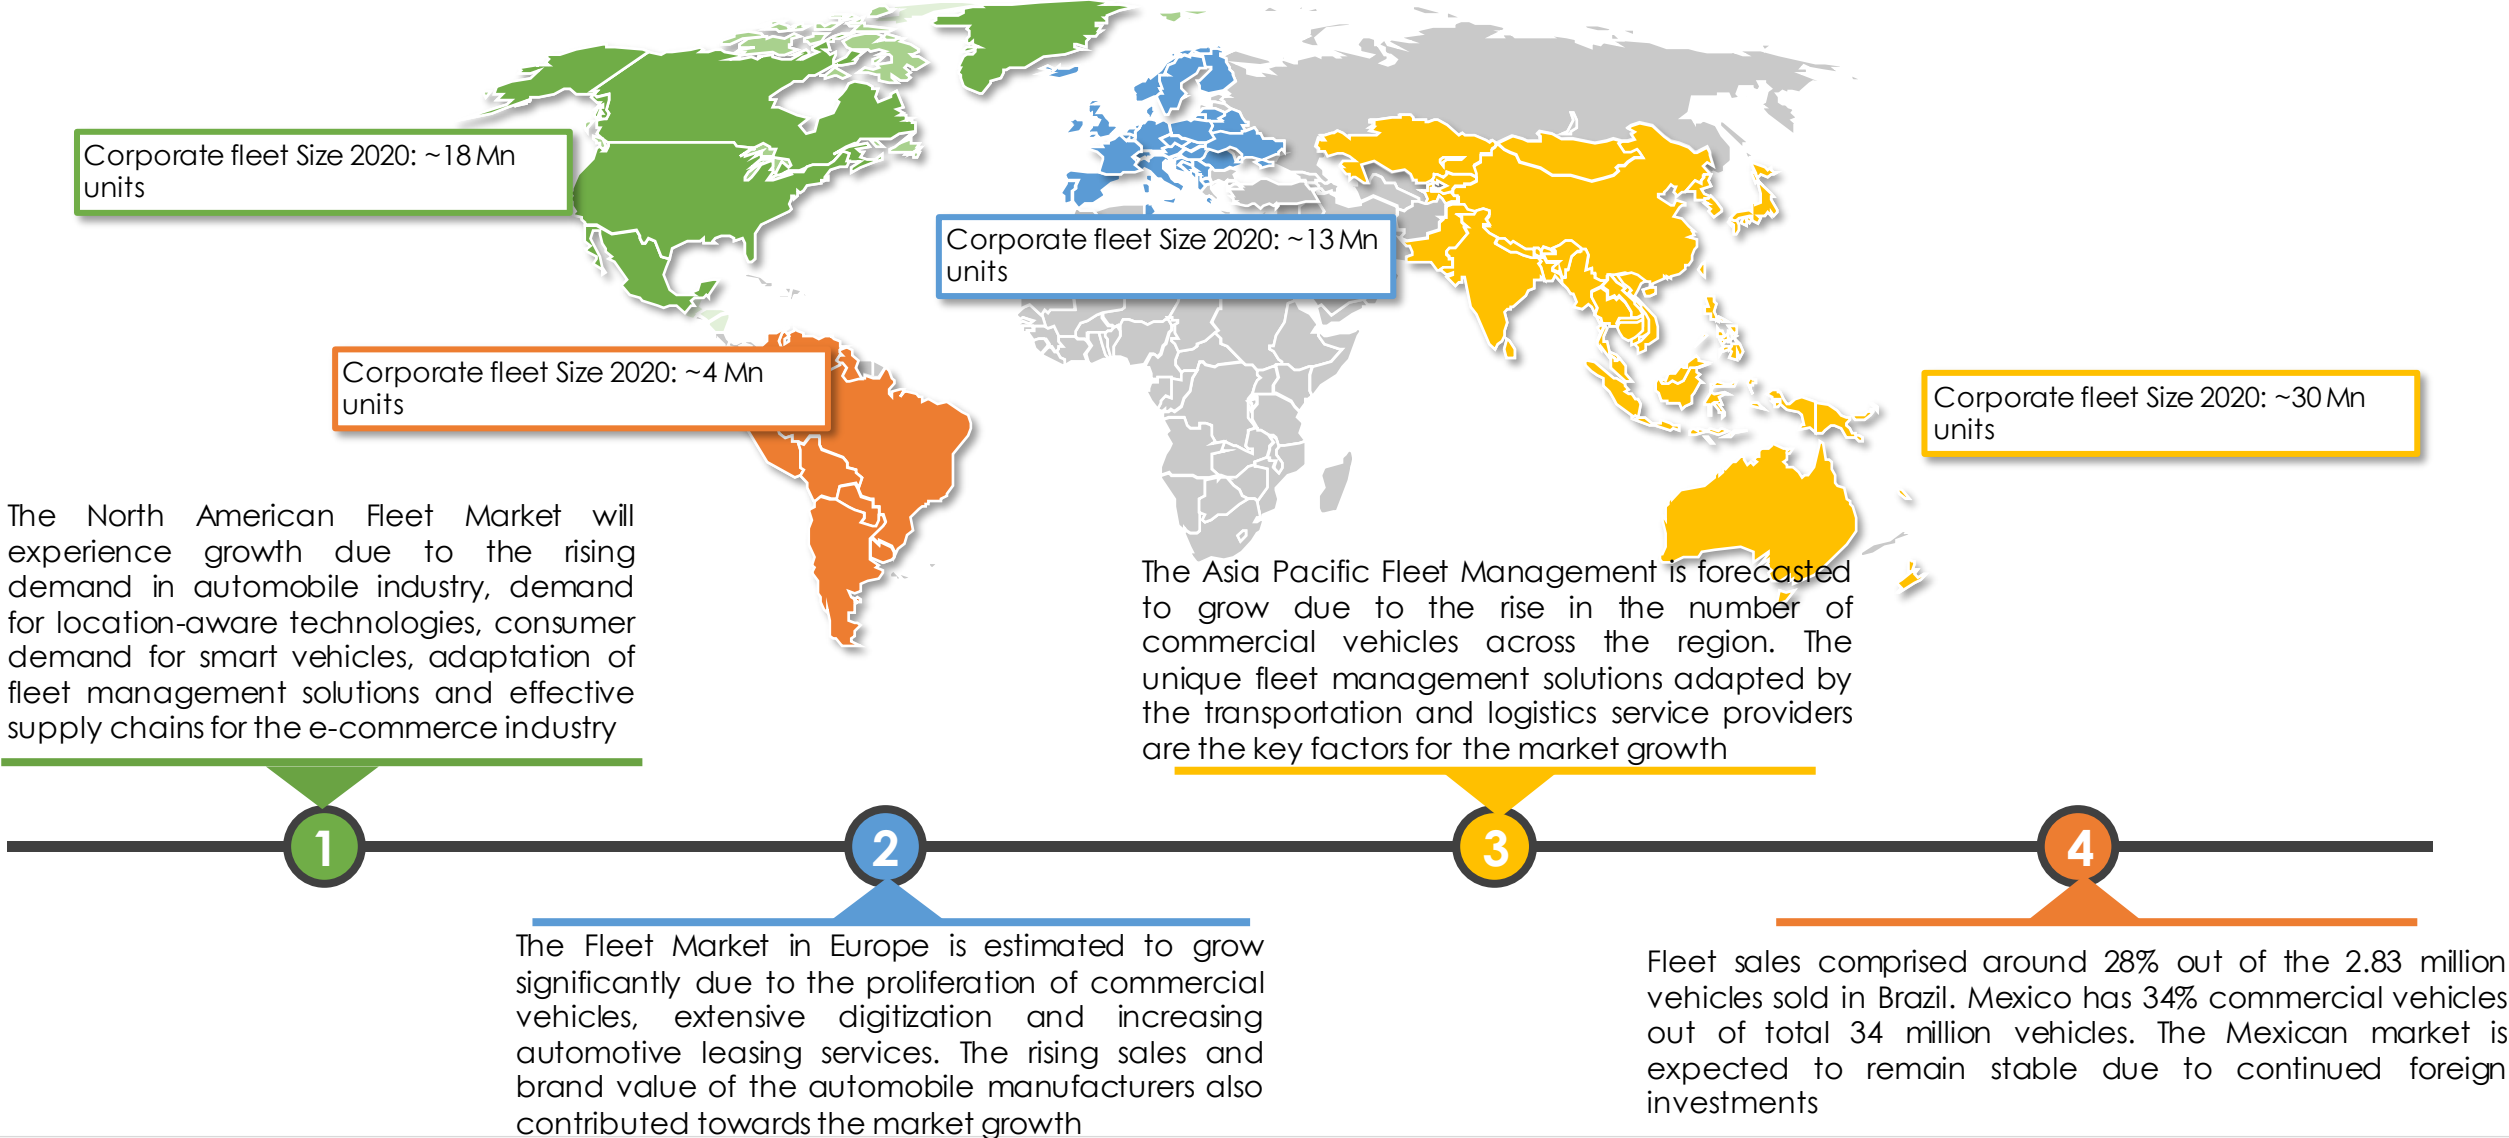 Corporate fleet Size 2020: ~18 Mn
units
Corporate fleet Size 2020: ~13 Mn
units
Corporate fleet Size 2020: ~4 Mn
units
Corporate fleet Size 2020: ~30 Mn
units
The North American Fleet Market will
experience growth due to the rising
demand in automobile industry, demand
for location-aware technologies, consumer
demand for smart vehicles, adaptation of
fleet management solutions and effective
supply chains for the e-commerce industry
The Asia Pacific Fleet Management is forecasted
to grow due to the rise in the number of
commercial vehicles across the region. The
unique fleet management solutions adapted by
the transportation and logistics service providers
are the key factors for the market growth
1
2
3
4
The Fleet Market in Europe is estimated to grow
significantly due to the proliferation of commercial
vehicles, extensive digitization and increasing
automotive leasing services. The rising sales and
brand value of the automobile manufacturers also
contributed towards the market growth
Fleet sales comprised around 28% out of the 2.83 million
vehicles sold in Brazil. Mexico has 34% commercial vehicles
out of total 34 million vehicles. The Mexican market is
expected to remain stable due to continued foreign
investments